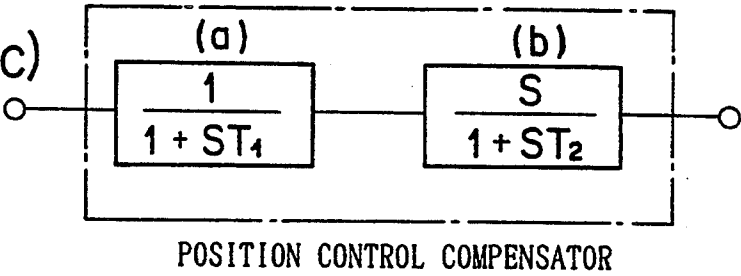 (a) (b)
C)
1 S
1 + ST1 1 + ST2
POSITION CONTROL COMPENSATOR